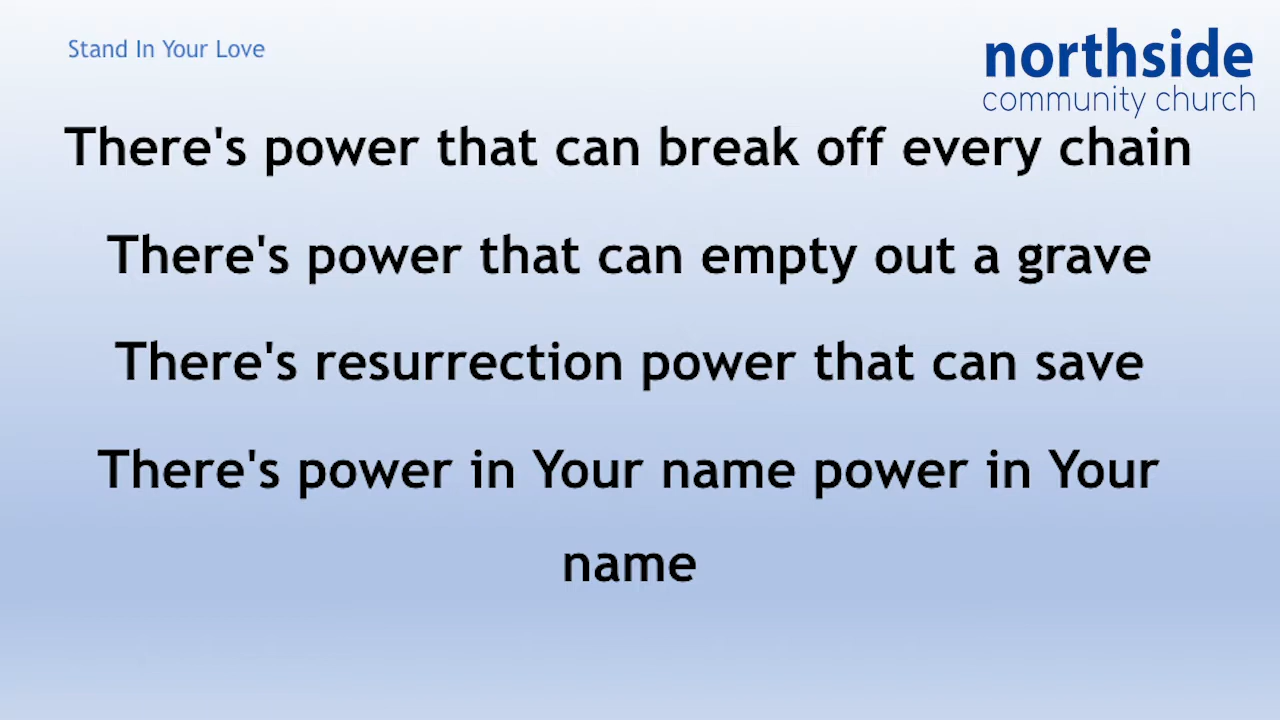 Stand In Your Love
northside
community church
There's power that can break off every chain
There's power that can empty out a grave
There's resurrection power that can save
There's power in Your name power in Your
name